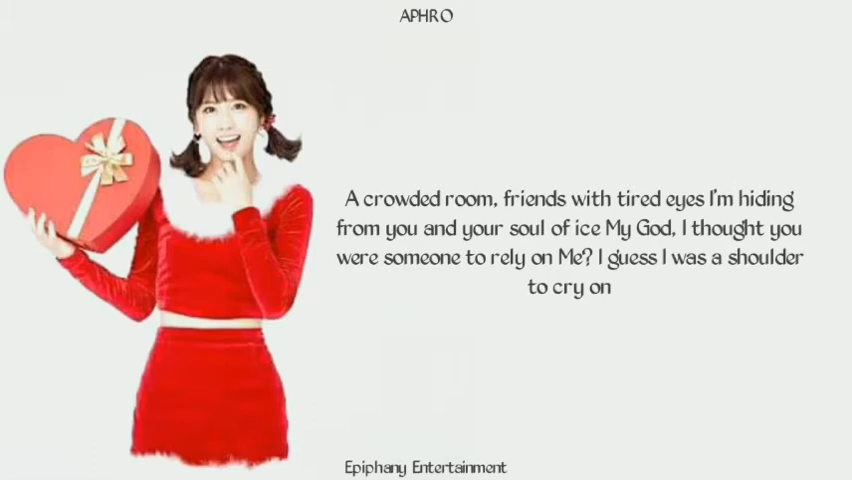 APHRO
A crowded room, friends with tired eyes I'm hiding
from you and your soul of ice My God, I thought you
were someone to rely on Me? I guess I was a shoulder
to cry on
Epiphany Entertainment